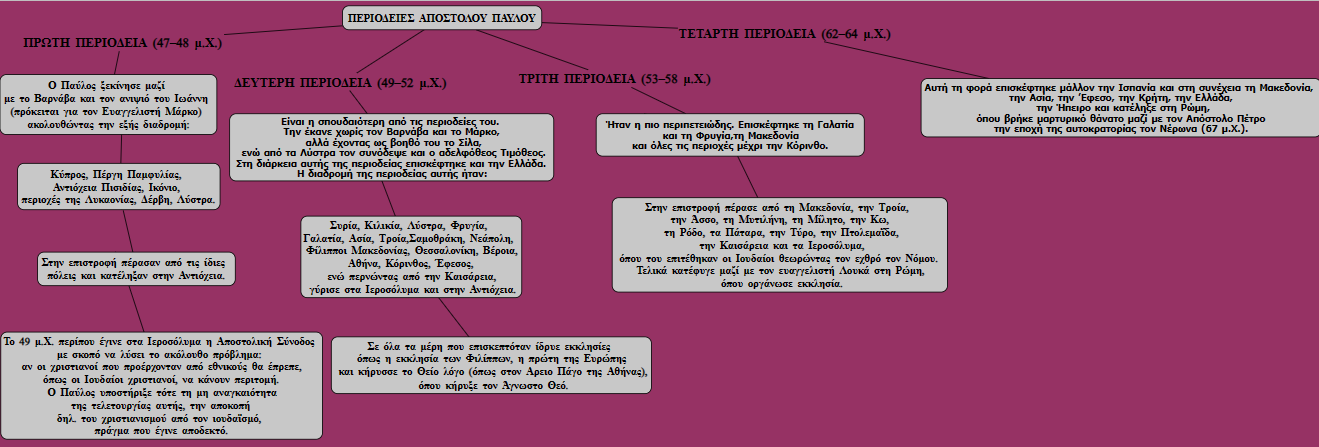 ΠΕΡΙΟΔΕΙΕΣ ΑΠΟΣΤΟΛΟΥ ΠΑΥΛΟΥ
ΠΡΩΤΗ ΠΕΡΙΟΔΕΙΑ (47–48 μ.Χ.)
Ο Παύλος ξεκίνησε μαζί
με το Βαρνάβα και τον ανιψιό του Ιωάννη
(πρόκειται για τον Ευαγγελιστή Μάρκο)
ακολουθώντας την εξής διαδρομή:
Κύπρος, Πέργη Παμφυλίας,
Αντιόχεια Πισιδίας, Ικόνιο,
περιοχές της Λυκαονίας, Δέρβη, Λύστρα.
Στην επιστροφή πέρασαν από τις ίδιες
πόλεις και κατέληξαν στην Αντιόχεια.
Το 49 μ.Χ. περίπου έγινε στα Ιεροσόλυμα η Αποστολική Σύνοδος
με σκοπό να λύσει το ακόλουθο πρόβλημα:
αν οι χριστιανοί που προέρχονταν από εθνικούς θα έπρεπε,
όπως οι Ιουδαίοι χριστιανοί, να κάνουν περιτομή.
Ο Παύλος υποστήριξε τότε τη μη αναγκαιότητα
της τελετουργίας αυτής, την αποκοπή
δηλ. του χριστιανισμού από τον ιουδαϊσμό,
πράγμα που έγινε αποδεκτό.
ΔΕΥΤΕΡΗ ΠΕΡΙΟΔΕΙΑ (49–52 μ.Χ.)
Είναι η σπουδαιότερη από τις περιοδείες του.
Την έκανε χωρίς τον Βαρνάβα και το Μάρκο,
αλλά έχοντας ως βοηθό του το Σίλα,
ενώ από τα Λύστρα τον συνόδεψε και ο αδελφόθεος Τιμόθεος.
Στη διάρκεια αυτής της περιοδείας επισκέφτηκε και την Ελλάδα.
Η διαδρομή της περιοδείας αυτής ήταν:
Συρία, Κιλικία, Λύστρα, Φρυγία,
Γαλατία, Ασία, Τροία,Σαμοθράκη, Νεάπολη,
Φίλιπποι Μακεδονίας, Θεσσαλονίκη, Βέροια,
Αθήνα, Κόρινθος, Έφεσος,
ενώ περνώντας από την Καισάρεια,
γύρισε στα Ιεροσόλυμα και στην Αντιόχεια.
Σε όλα τα μέρη που επισκεπτόταν ίδρυε εκκλησίες
όπως η εκκλησία των Φιλίππων, η πρώτη της Ευρώπης
και κήρυσσε το Θείο λόγο (όπως στον Αρειο Πάγο της Αθήνας),
όπου κήρυξε τον Άγνωστο Θεό.
ΤΡΙΤΗ ΠΕΡΙΟΔΕΙΑ (53–58 μ.Χ.)
Ήταν η πιο περιπετειώδης. Επισκέφτηκε τη Γαλατία
και τη Φρυγία,τη Μακεδονία
και όλες τις περιοχές μέχρι την Κόρινθο.
Στην επιστροφή πέρασε από τη Μακεδονία, την Τροία,
την Άσσο, τη Μυτιλήνη, τη Μίλητο, την Κω,
τη Ρόδο, τα Πάταρα, την Τύρο, την Πτολεμαΐδα,
την Καισάρεια και τα Ιεροσόλυμα,
όπου του επιτέθηκαν οι Ιουδαίοι θεωρώντας τον εχθρό τον Νόμου.
Τελικά κατέφυγε μαζί με τον ευαγγελιστή Λουκά στη Ρώμη,
όπου οργάνωσε εκκλησία.
ΤΕΤΑΡΤΗ ΠΕΡΙΟΔΕΙΑ (62–64 μ.Χ.)
Αυτή τη φορά επισκέφτηκε μάλλον την Ισπανία και στη συνέχεια τη Μακεδονία,
την Ασια, την Έφεσο, την Κρήτη, την Ελλάδα,
την Ήπειρο και κατέληξε στη Ρώμη,
όπου βρήκε μαρτυρικό θάνατο μαζί με τον Απόστολο Πέτρο
την εποχή της αυτοκρατορίας τον Νέρωνα (67 μ.Χ.).